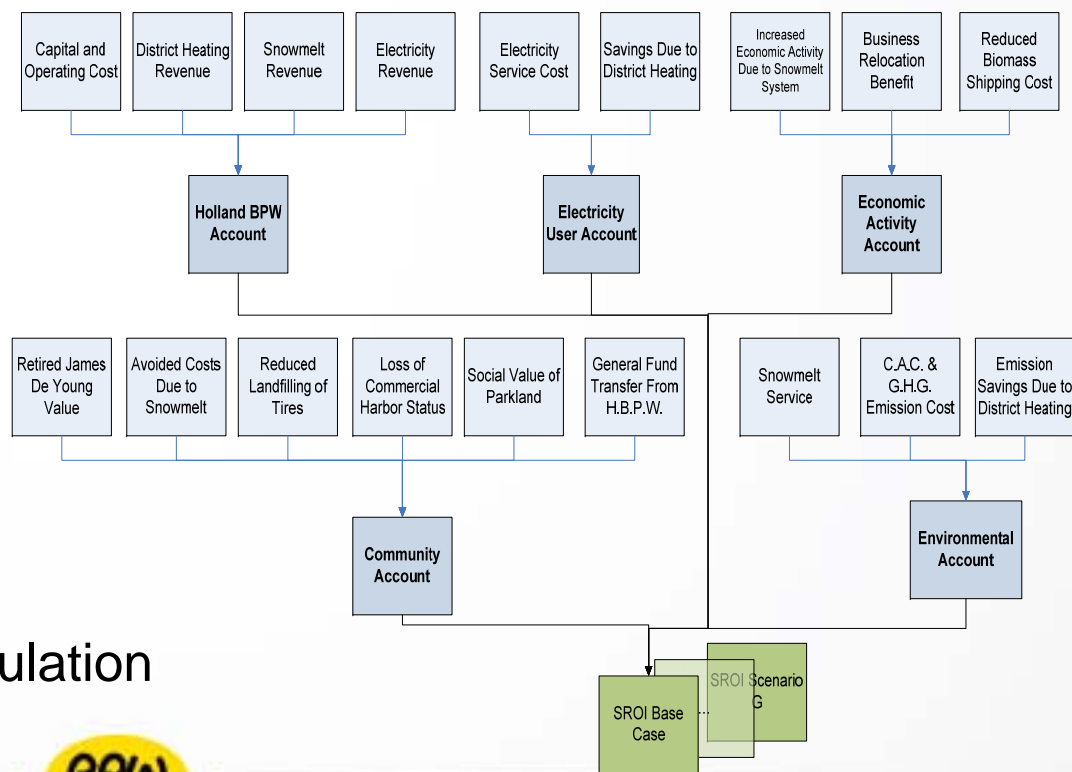 Capital and
Operating Cost
District Heating
Revenue
Snowmelt
Revenue
Electricity
Revenue
Electricity
Service Cost
Savings Due to
District Heating
Increased
Economic Activity
Due to Snowmelt
System
Business
Relocation
Benefit
Reduced
Biomass
Shipping Cost
Holland BPW
Account
Electricity
User Account
Economic
Activity
Account
Retired James
De Young
Value
Avoided Costs
Due to
Snowmelt
Reduced
Landfilling of
Tires
Loss of
Commercial
Harbor Status
Social Value of
Parkland
General Fund
Transfer From
H.B.P.W.
Snowmelt
Service
C.A.C. &
G.H.G.
Emission Cost
Emission
Savings Due to
District Heating
Community
Account
Environmental
Account
ulation
SROI Base
Case
...
SROI Scenario
G